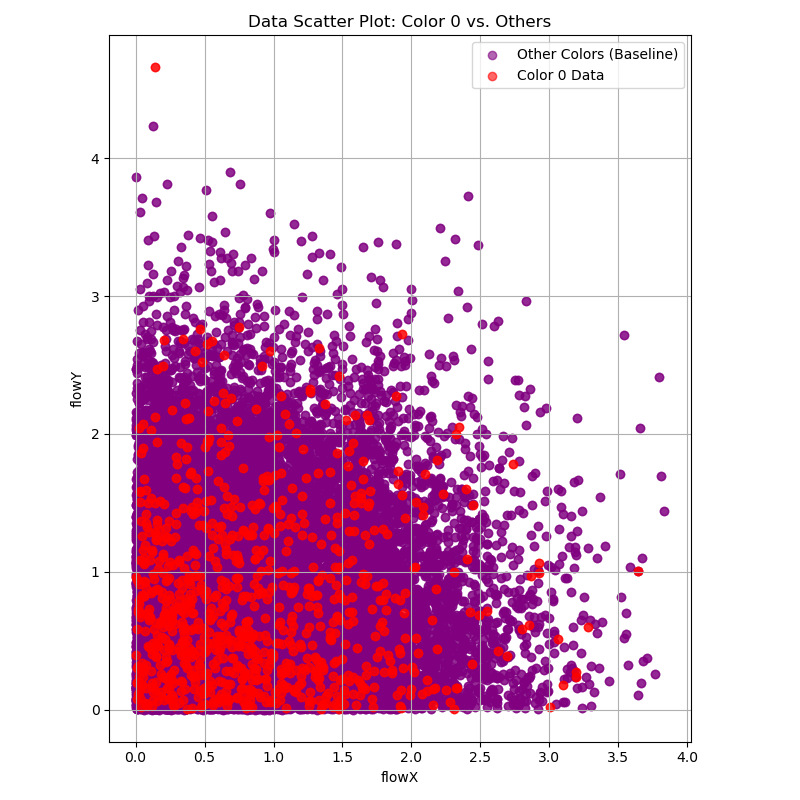 Data Scatter Plot: Color 0 vs. Others
Other Colors (Baseline)
Color 0 Data
flowY
4
3
2
1
0
0.0 0.5 1.0 1.5 2.0 2.5 3.0 3.5 4.0
flowX